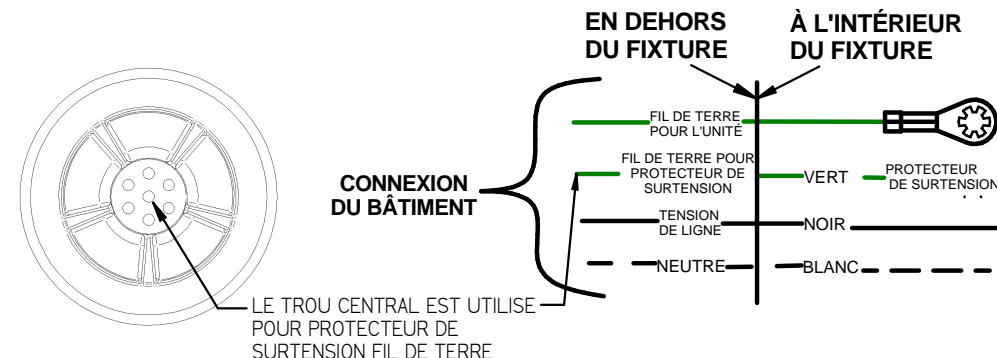 EN DEHORS
DU FIXTURE
À L'INTÉRIEUR
DU FIXTURE
CONNEXION
DU BÂTIMENT
FIL DE TERRE
POUR L'UNITÉ
FIL DE TERRE POUR
PROTECTEUR DE
SURTENSION
VERT
PROTECTEUR
DE SURTENSION
TENSION
DE LIGNE
NOIR
NEUTRE
BLANC
LE TROU CENTRAL EST UTILISE
POUR PROTECTEUR DE
SURTENSION FIL DE TERRE